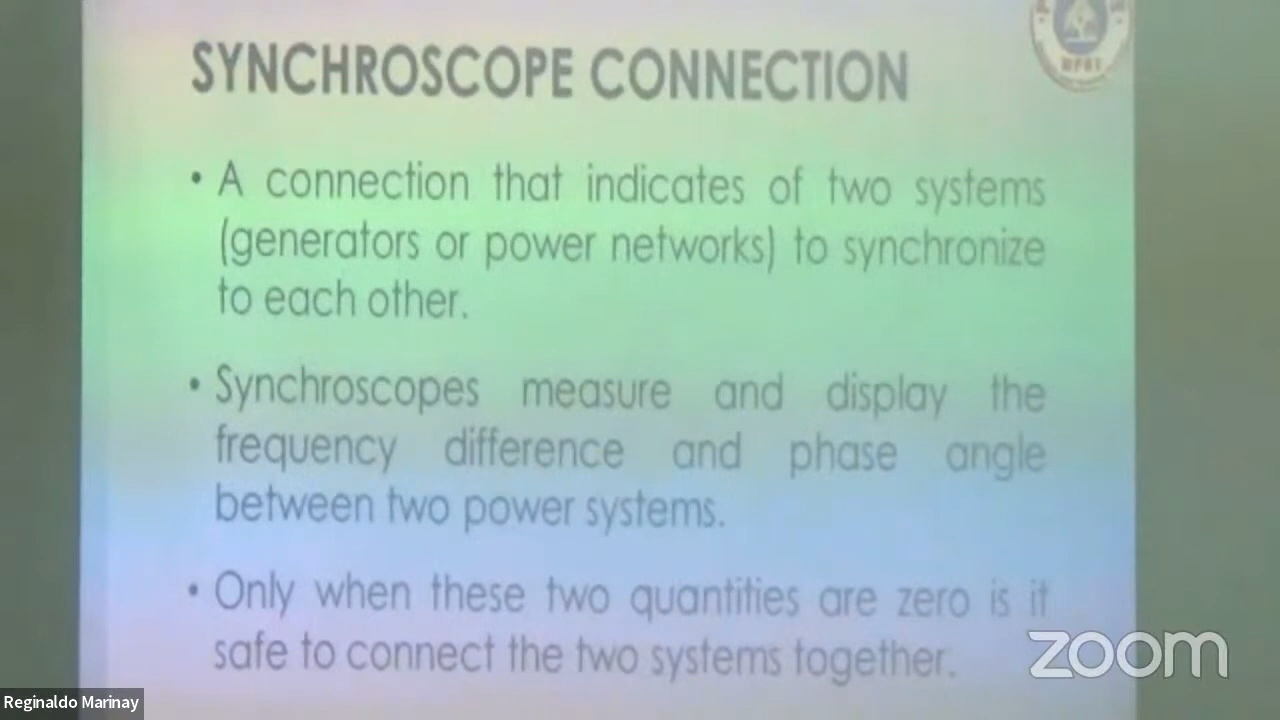 SYNCHROSCOPE CONNECTION
• A connection that indicates of two systems
(generators or power networks) to synchronize
to each other.
• Synchroscopes measure and display the
frequency difference and phase angle
between two power systems.
• Only when these two quantities are zero is it
safe to connect the two systems together.
zoom
Reginaldo Marinay